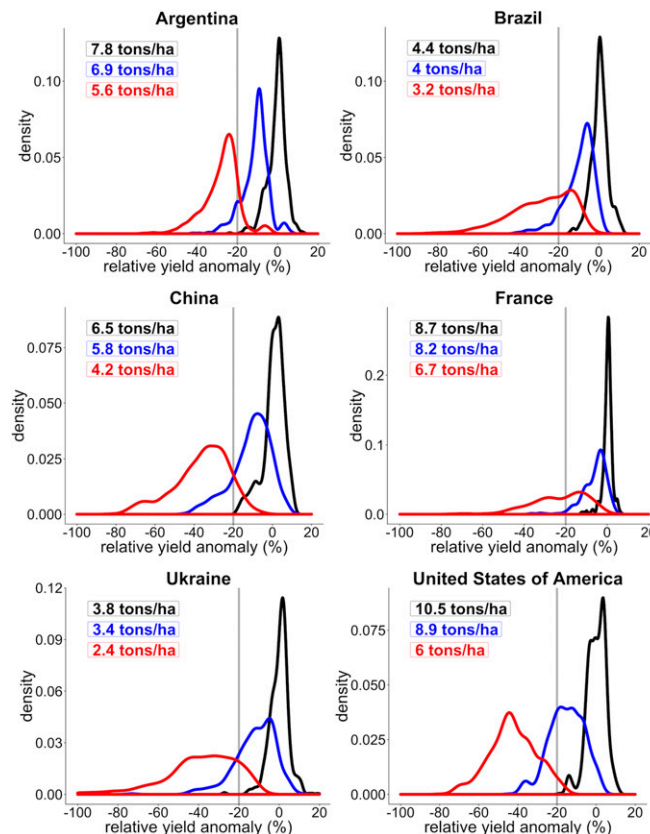 Argentina
7.8 tons/ha
6.9 tons/ha
5.6 tons/ha
density
0.10
0.05
0.00
-100 -80 -60 -40 -20 0 20
relative yield anomaly (%)
Brazil
4.4 tons/ha
4 tons/ha
3.2 tons/ha
density
0.10
0.05
0.00
-100 -80 -60 -40 -20 0 20
relative yield anomaly (%)
China
6.5 tons/ha
5.8 tons/ha
4.2 tons/ha
density
0.075
0.050
0.025
0.000
-100 -80 -60 -40 -20 0 20
relative yield anomaly (%)
France
8.7 tons/ha
8.2 tons/ha
6.7 tons/ha
density
0.2
0.1
0.0
-100 -80 -60 -40 -20 0 20
relative yield anomaly (%)
Ukraine
3.8 tons/ha
3.4 tons/ha
2.4 tons/ha
density
0.12
0.09
0.06
0.03
0.00
-100 -80 -60 -40 -20 0 20
relative yield anomaly (%)
United States of America
10.5 tons/ha
8.9 tons/ha
6 tons/ha
density
0.075
0.050
0.025
0.000
-100 -80 -60 -40 -20 0 20
relative yield anomaly (%)